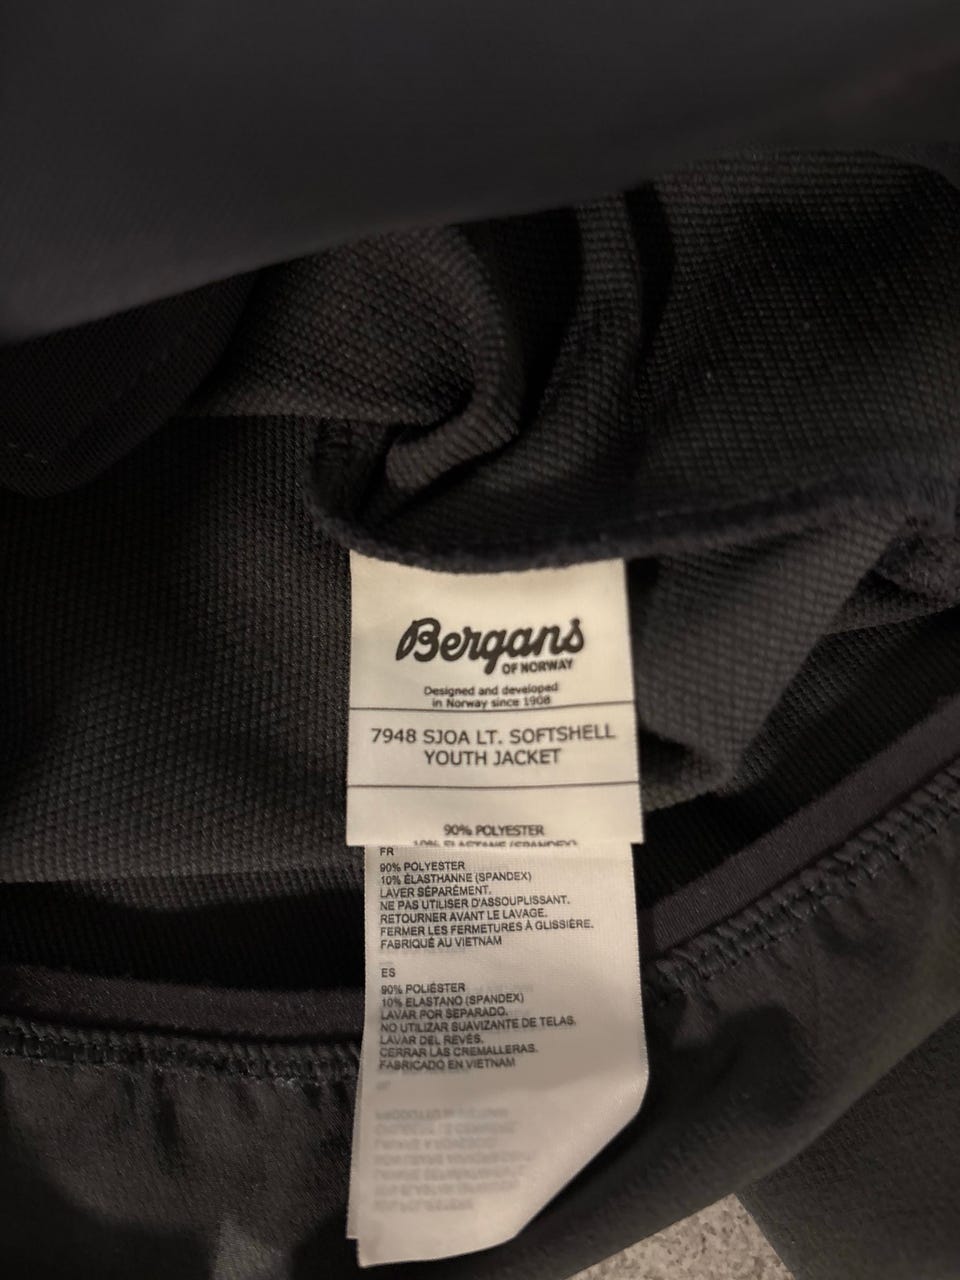 Bergans
OF NORWAY
Designed and developed
in Norway since 1908
7948 SJOA LT. SOFTSHELL
YOUTH JACKET
90% POLYESTER
10% ELASTANE (SPANDEX)
FR
90% POLYESTER
10% ÉLASTHANNE (SPANDEX)
LAVER SÉPARÉMENT.
NE PAS UTILISER D'ASSOUPLISSANT.
RETOURNER AVANT LE LAVAGE.
FERMER LES FERMETURES À GLISSIÈRE.
FABRIQUÉ AU VIETNAM
ES
90% POLIÉSTER
10% ELASTANO (SPANDEX)
LAVAR POR SEPARADO.
NO UTILIZAR SUAVIZANTE DE TELAS.
LAVAR DEL REVÉS.
CERRAR LAS CREMALLERAS.
FABRICADO EN VIETNAM